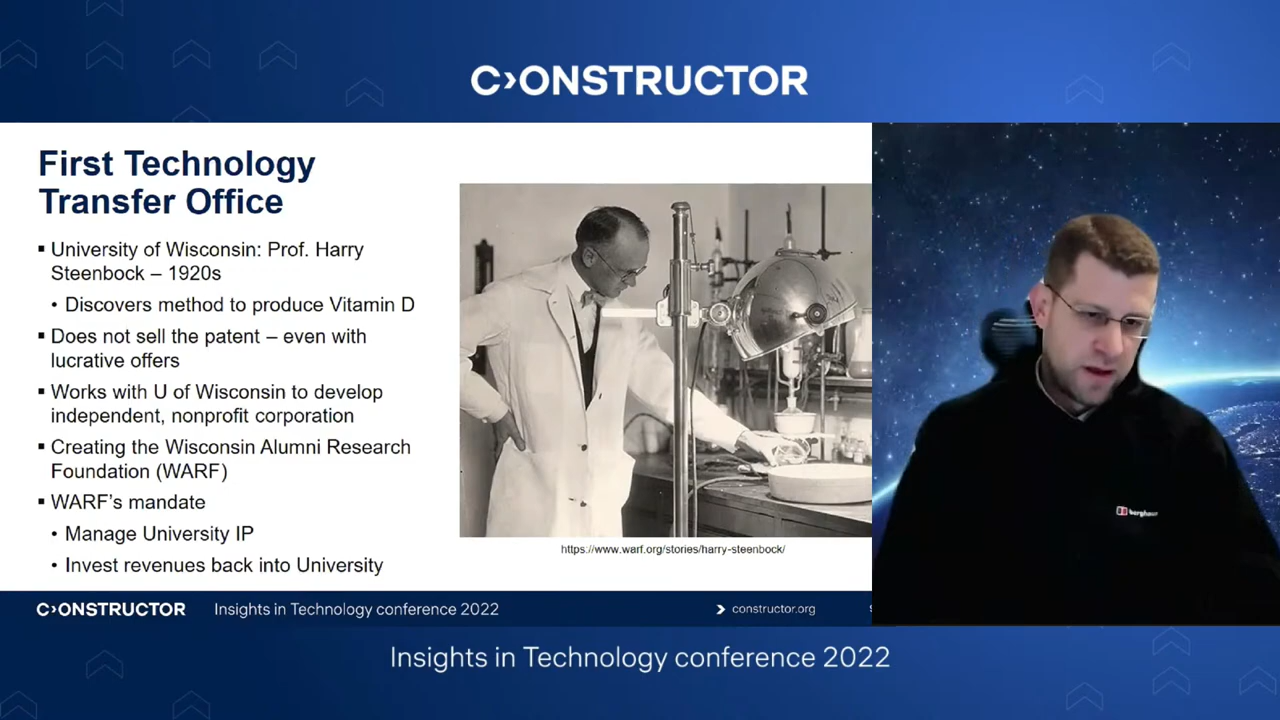 C›ONSTRUCTOR
First Technology
Transfer Office
▪ University of Wisconsin: Prof. Harry
Steenbock – 1920s
• Discovers method to produce Vitamin D
▪ Does not sell the patent – even with
lucrative offers
▪ Works with U of Wisconsin to develop
independent, nonprofit corporation
▪ Creating the Wisconsin Alumni Research
Foundation (WARF)
▪ WARF's mandate
• Manage University IP
• Invest revenues back into University
https://www.warf.org/stories/harry-steenbock/
berghaus
C›ONSTRUCTOR
Insights in Technology conference 2022
constructor.org
Insights in Technology conference 2022